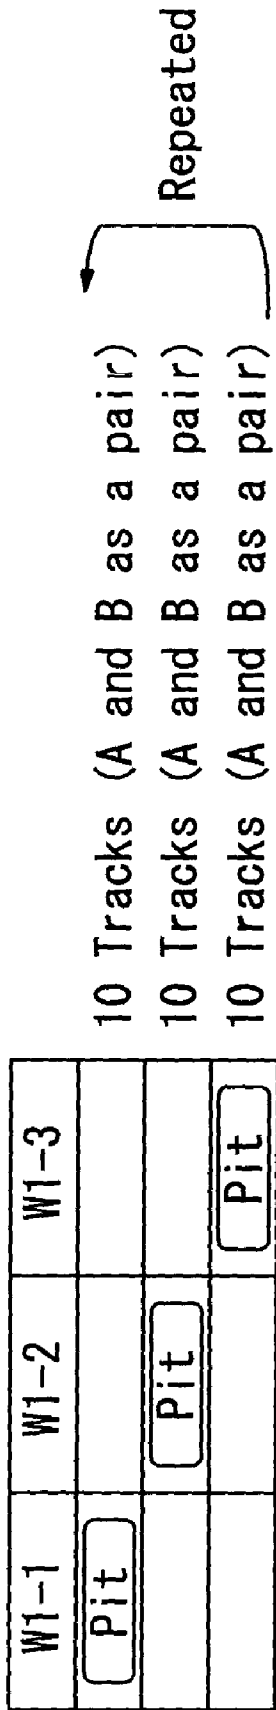 W1-1 W1-2 W1-3
Pit 10 Tracks (A and B as a pair)
Pit 10 Tracks (A and B as a pair)
Pit 10 Tracks (A and B as a pair)
Repeated